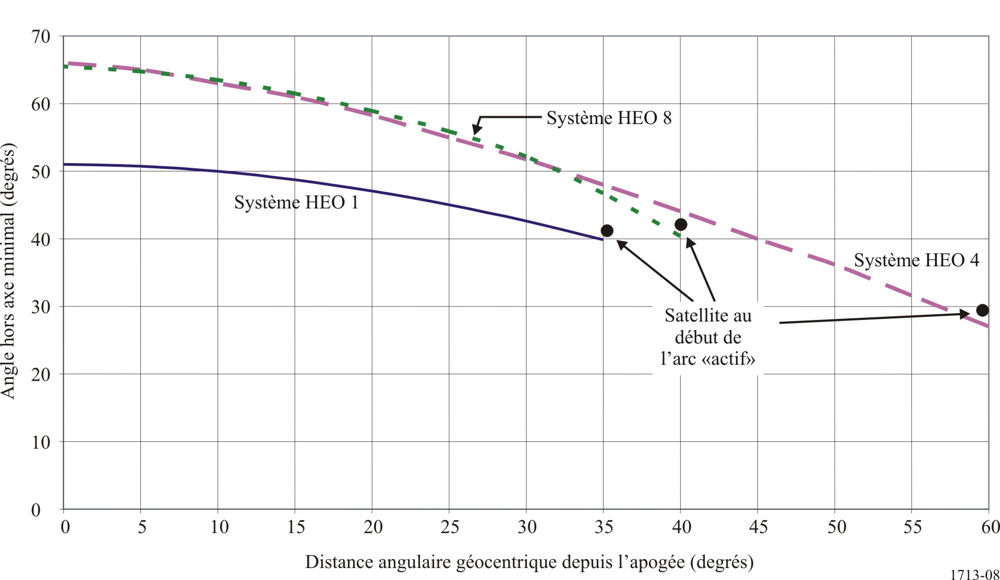 70
60
50
40
30
20
10
0
Angle hors axe minimal (degrés)
Système HEO 8
Système HEO 1
Système HEO 4
Satellite au
début de
l’arc «actif»
0 5 10 15 20 25 30 35 40 45 50 55 60
Distance angulaire géocentrique depuis l’apogée (degrés)
1713-08